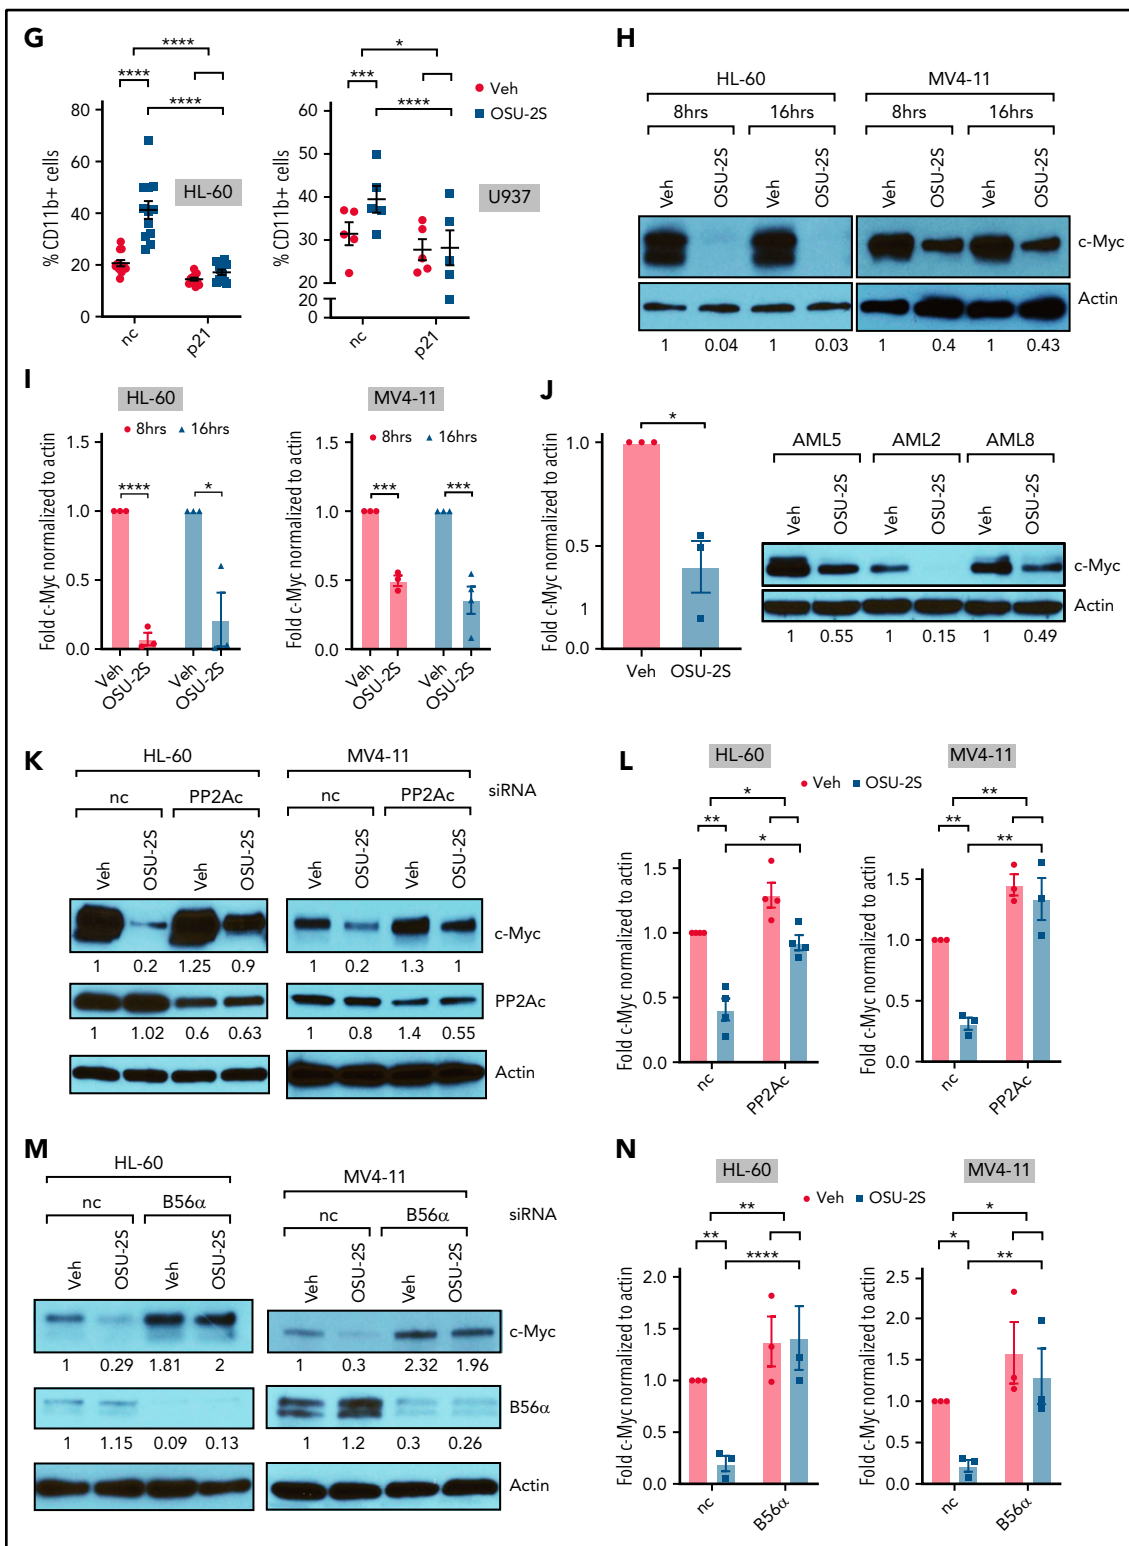 G
**** 
**** 
**** 
% CD11b+ cells
80
60
40
20
0
HL-60
nc
p21
*
***
****
Veh
OSU-2S
% CD11b+ cells
60
50
40
30
20
20
0
U937
nc
p21
H
HL-60 MV4-11
8hrs 16hrs 8hrs 16hrs
Veh OSU-2S Veh OSU-2S Veh OSU-2S Veh OSU-2S
c-Myc
Actin
1 0.04 1 0.03 1 0.4 1 0.43
I
HL-60
8hrs 16hrs
Fold c-Myc normalized to actin
1.5
1.0
0.5
0.0
**** *
Veh OSU-2S Veh OSU-2S
MV4-11
8hrs 16hrs
Fold c-Myc normalized to actin
1.5
1.0
0.5
0.0
*** ***
Veh OSU-2S Veh OSU-2S
J
*
Fold c-Myc normalized to actin
1.0
0.5
1
1.0
Veh OSU-2S
AML5 AML2 AML8
Veh OSU-2S Veh OSU-2S Veh OSU-2S
c-Myc
Actin
1 0.55 1 0.15 1 0.49
K
HL-60 MV4-11
nc PP2Ac nc PP2Ac siRNA
Veh OSU-2S Veh OSU-2S Veh OSU-2S Veh OSU-2S
c-Myc
1 0.2 1.25 0.9 1 0.2 1.3 1
PP2Ac
1 1.02 0.6 0.63 1 0.8 1.4 0.55
Actin
L
HL-60 MV4-11
Veh OSU-2S
*
**
*
Fold c-Myc normalized to actin
1.5
1.0
0.5
0.0
nc
PP2Ac
**
**
**
Fold c-Myc normalized to actin
1.5
1.0
0.5
0.0
nc
PP2Ac
M
HL-60 MV4-11
nc B56α nc B56α siRNA
Veh OSU-2S Veh OSU-2S Veh OSU-2S Veh OSU-2S
c-Myc
1 0.29 1.81 2 1 0.3 2.32 1.96
B56α
1 1.15 0.09 0.13 1 1.2 0.3 0.26
Actin
N
HL-60 MV4-11
Veh OSU-2S
**
**
****
Fold c-Myc normalized to actin
2.0
1.5
1.0
0.5
0.0
nc
B56α
*
*
**
Fold c-Myc normalized to actin
2.5
2.0
1.5
1.0
0.5
0.0
nc
B56α